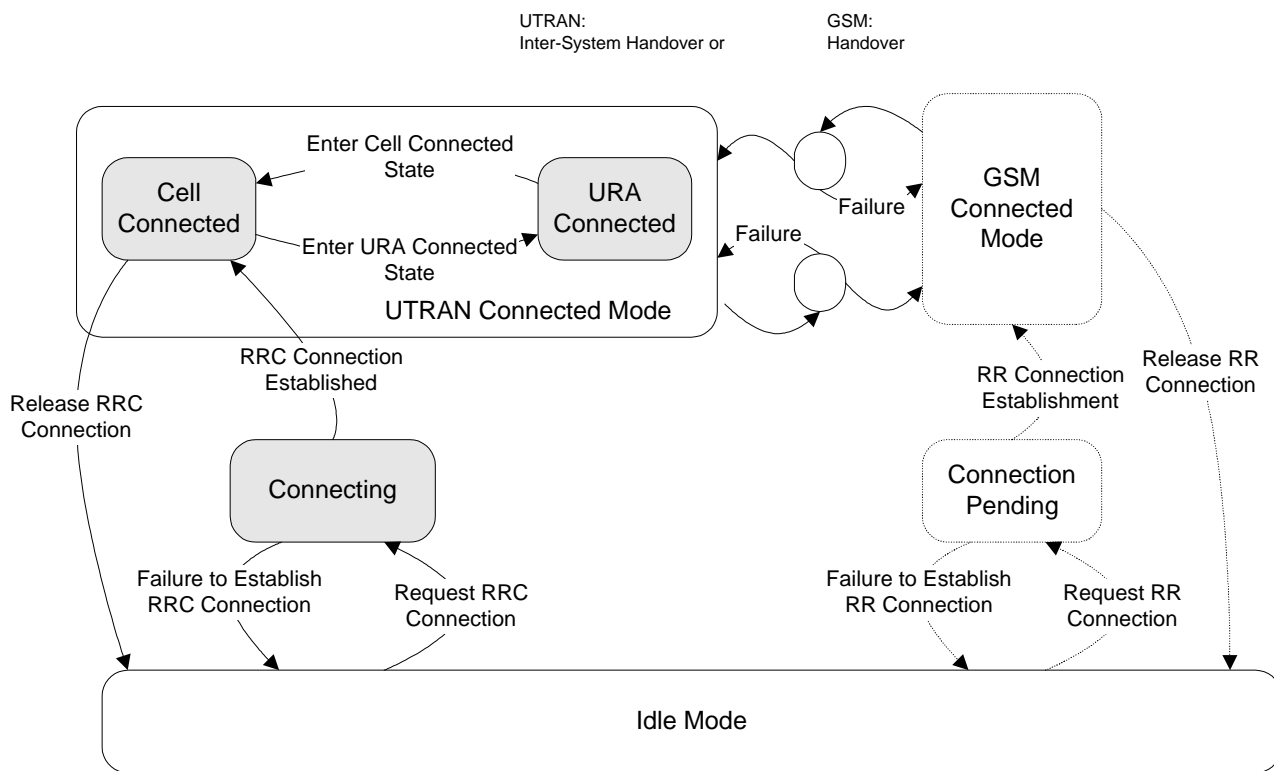 UTRAN:
Inter-System Handover or
GSM:
Handover
Enter Cell Connected
State
Cell
Connected
URA
Connected
Enter URA Connected
State
UTRAN Connected Mode
Failure
Failure
GSM
Connected
Mode
RRC Connection
Established
Release RRC
Connection
RR Connection
Establishment
Release RR
Connection
Connecting
Connection
Pending
Failure to Establish
RRC Connection
Request RRC
Connection
Failure to Establish
RR Connection
Request RR
Connection
Idle Mode